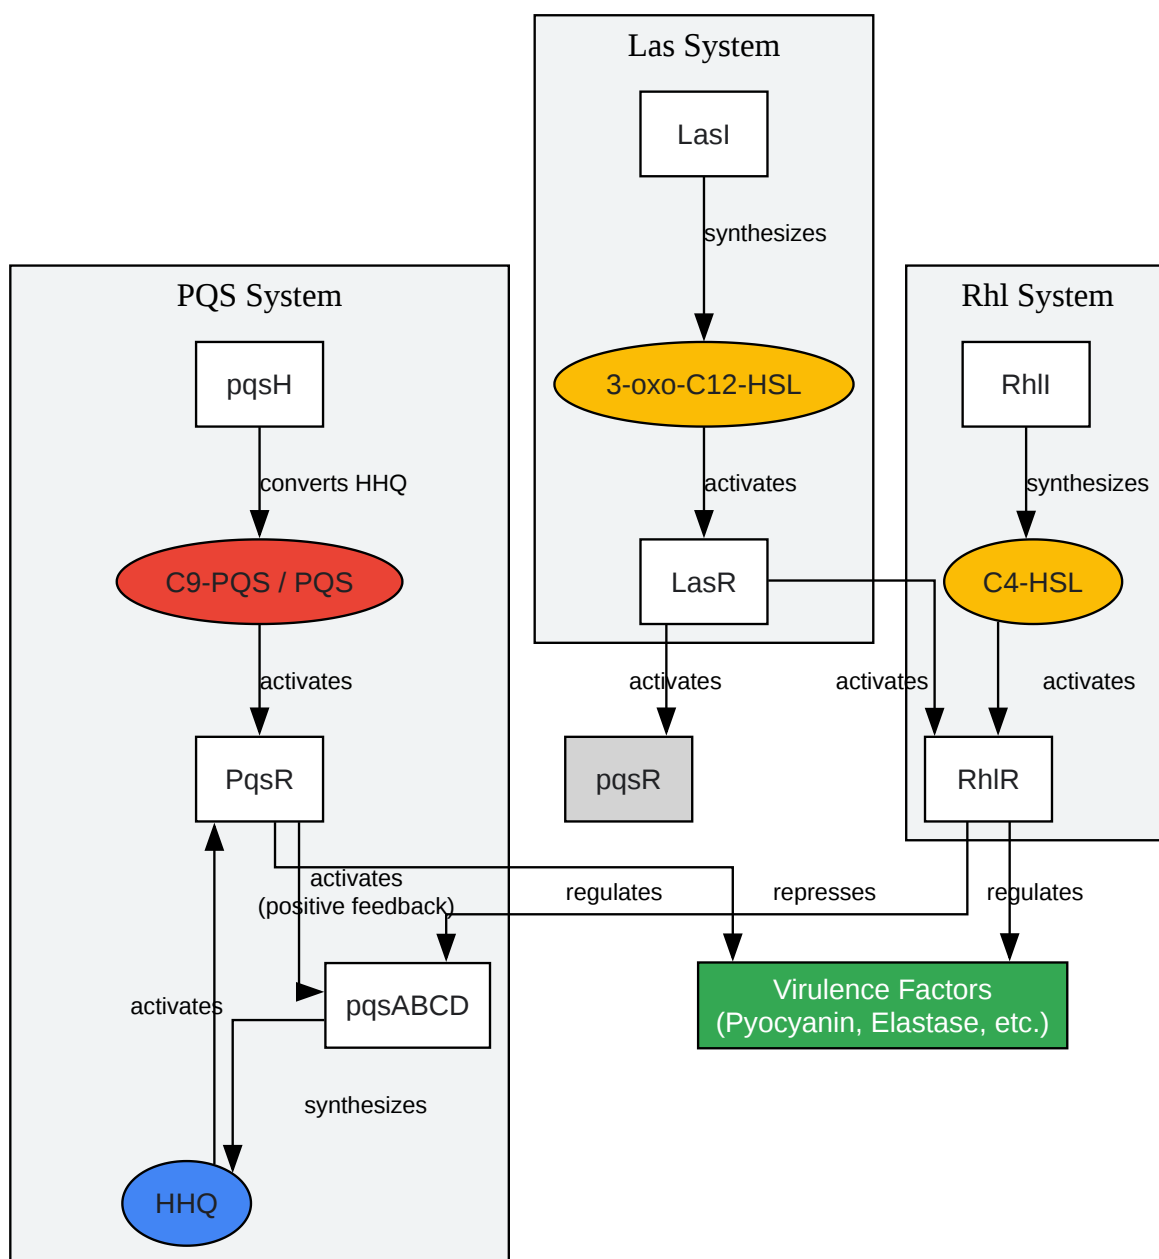 Las System
LasI
synthesizes
PQS System
Rhl System
pqsH
3-oxo-C12-HSL
RhlI
converts HHQ
activates
synthesizes
C9-PQS / PQS
LasR
C4-HSL
activates
activates
activates
activates
PqsR
pqsR
RhlR
activates
(positive feedback)
regulates
represses
regulates
activates
pqsABCD
Virulence Factors
(Pyocyanin, Elastase, etc.)
synthesizes
HHQ